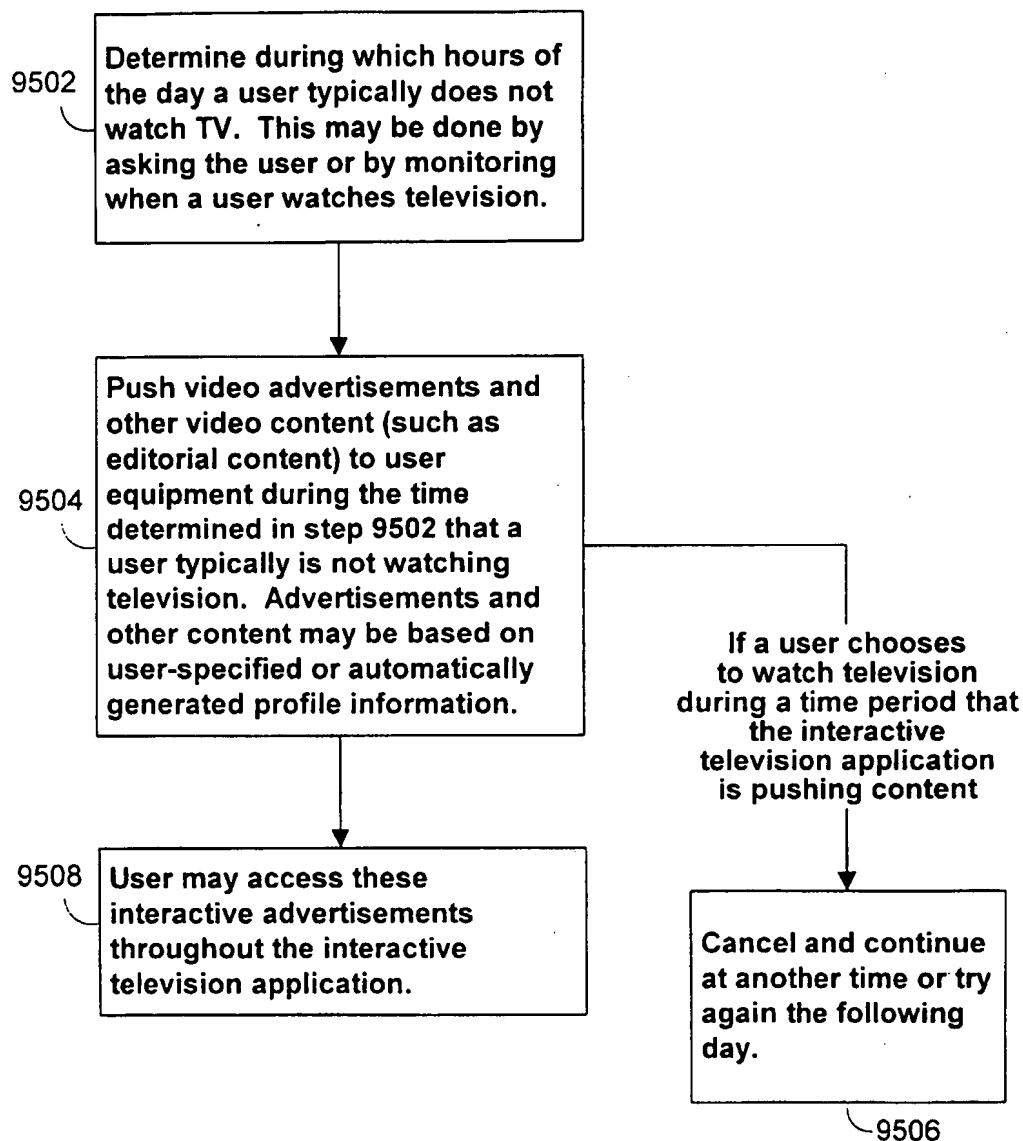 9502
Determine during which hours of
the day a user typically does not
watch TV. This may be done by
asking the user or by monitoring
when a user watches television.
9504
Push video advertisements and
other video content (such as
editorial content) to user
equipment during the time
determined in step 9502 that a
user typically is not watching
television. Advertisements and
other content may be based on
user-specified or automatically
generated profile information.
If a user chooses
to watch television
during a time period that
the interactive
television application
is pushing content
9508
User may access these
interactive advertisements
throughout the interactive
television application.
Cancel and continue
at another time or try
again the following
day.
9506